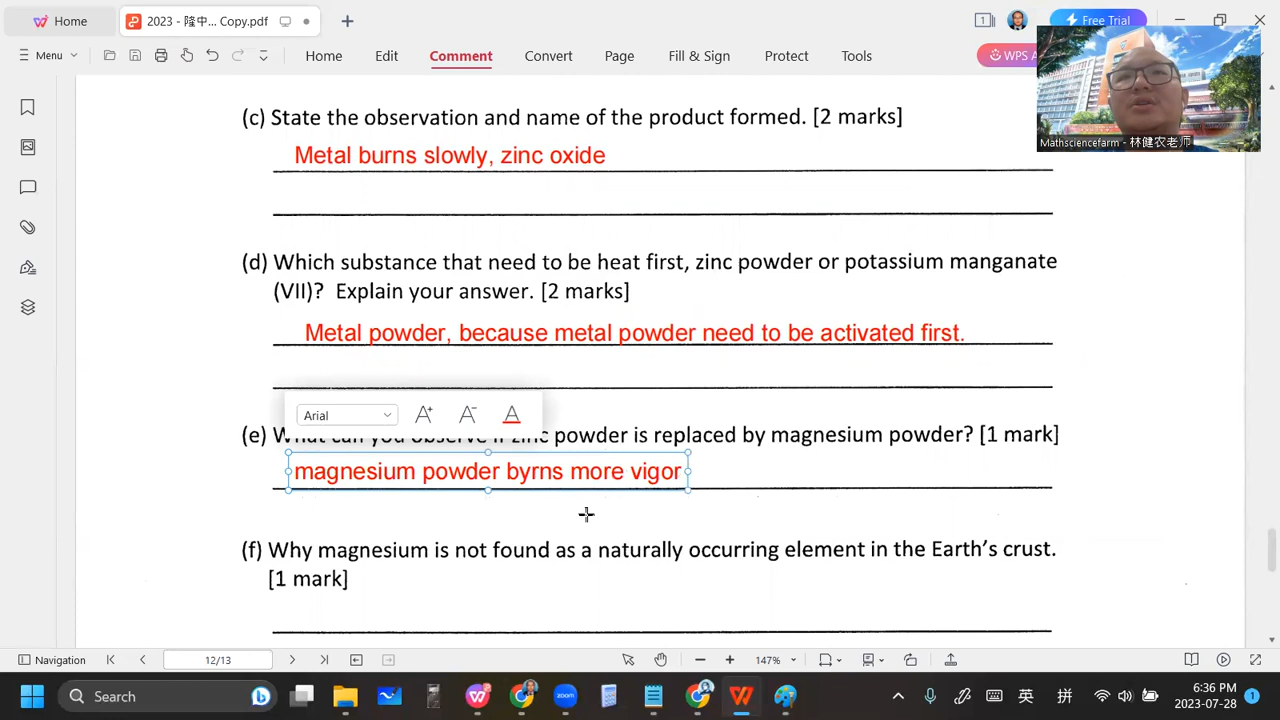 Home
2023 - 隆中... Copy.pdf
1
Free Trial
Menu
Home
Edit
Comment
Convert
Page
Fill & Sign
Protect
Tools
WPS A
Mathsciencefarm - 林健农老师
(c) State the observation and name of the product formed. [2 marks]
Metal burns slowly, zinc oxide
(d) Which substance that need to be heat first, zinc powder or potassium manganate
(VII)? Explain your answer. [2 marks]
Metal powder, because metal powder need to be activated first.
Arial
(e) What can you observe if zinc powder is replaced by magnesium powder? [1 mark]
magnesium powder byrns more vigor
(f) Why magnesium is not found as a naturally occurring element in the Earth's crust.
[1 mark]
Navigation
12/13
147%
Search
zoom
英
拼
6:36 PM
2023-07-28
1